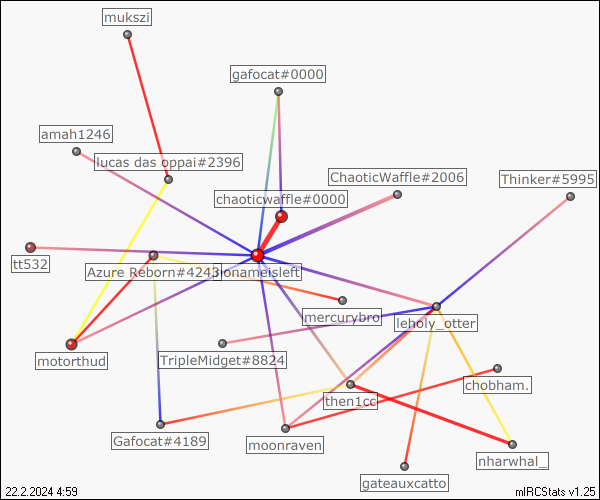 mukszi
gafocat#0000
amah1246
lucas das oppai#2396
ChaoticWaffle#2006
Thinker#5995
chaoticwaffle#0000
tt532
Azure Reborn#4243
ionameisleft
mercurybro
leholy_otter
motorthud
TripleMidget#8824
chobham.
then1cc
Gafocat#4189
moonraven
nharwhal_
gateauxcatto
22.2.2024 4:59
mIRCStats v1.25